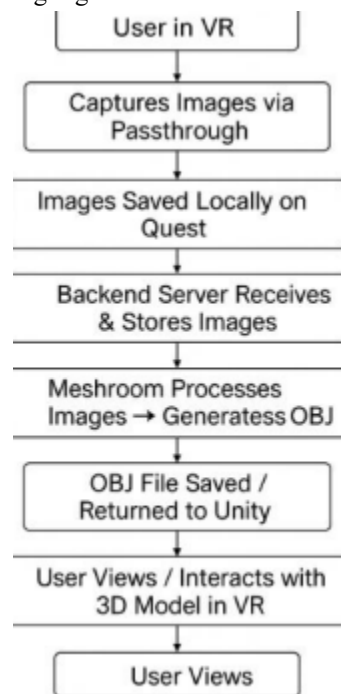 User in VR
Captures Images via
Passthrough
Images Saved Locally on
Quest
Backend Server Receives
& Stores Images
Meshroom Processes
Images → Generatess OBJ
OBJ File Saved /
Returned to Unity
User Views / Interacts with
3D Model in VR
User Views